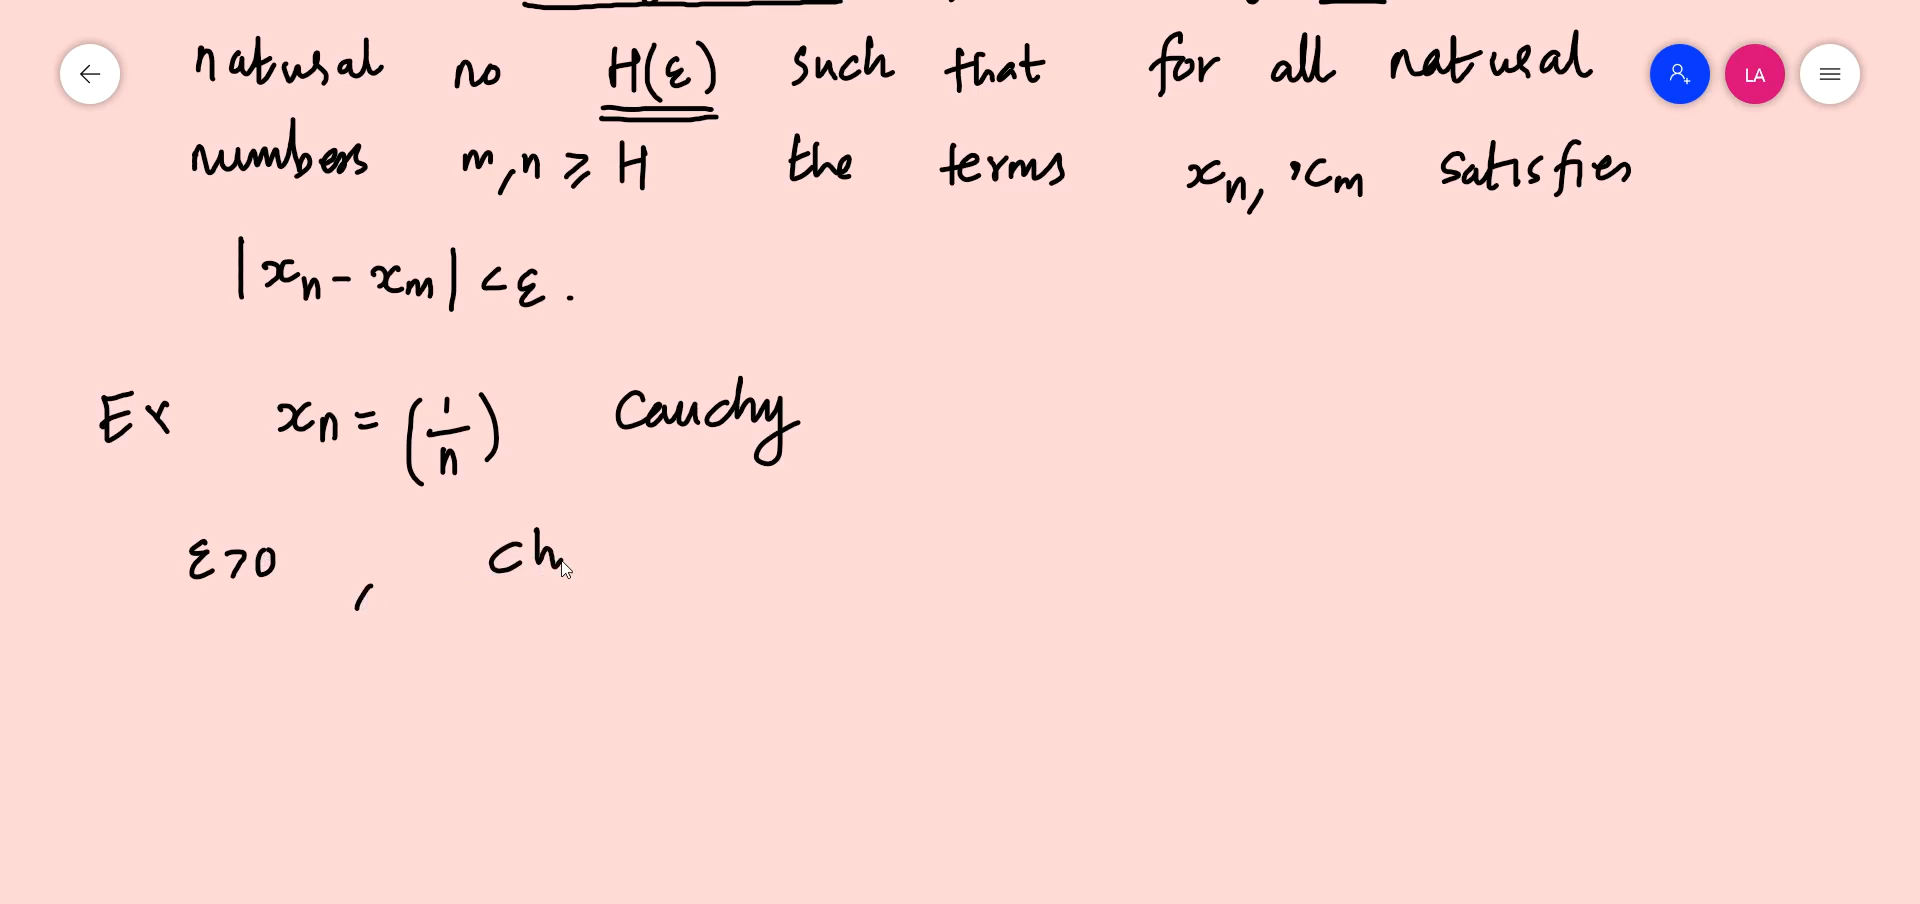 natural no H(ε) such that for all natural
LA
numbers m,n ≥ H the terms xn, xm satisfies
|xn - xm| < ε .
Ex xn = (1/n) Cauchy
ε>0 , Ch